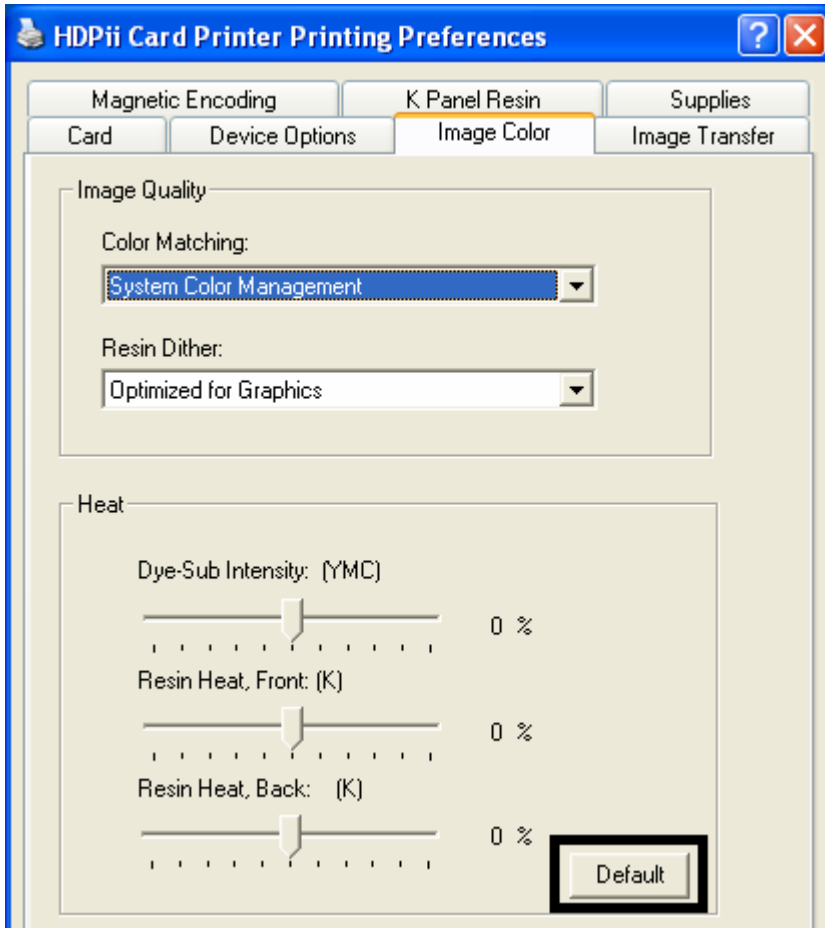 HDPii Card Printer Printing Preferences
Magnetic Encoding K Panel Resin Supplies
Card Device Options Image Color Image Transfer
Image Quality
Color Matching:
System Color Management
Resin Dither:
Optimized for Graphics
Heat
Dye-Sub Intensity: (YMC)
0 %
Resin Heat, Front: (K)
0 %
Resin Heat, Back: (K)
0 %
Default